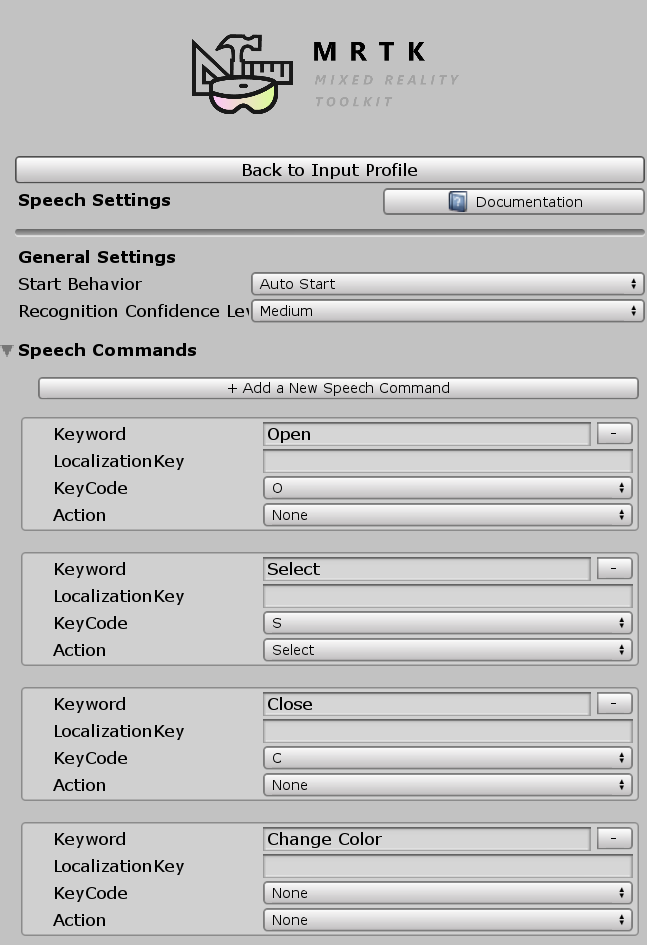 MRTK
MIXED REALITY
TOOLKIT
Back to Input Profile
Speech Settings
Documentation
General Settings
Start Behavior Auto Start
Recognition Confidence Lev Medium
Speech Commands
+ Add a New Speech Command
Keyword Open -
LocalizationKey
KeyCode O
Action None
Keyword Select -
LocalizationKey
KeyCode S
Action Select
Keyword Close -
LocalizationKey
KeyCode C
Action None
Keyword Change Color -
LocalizationKey
KeyCode None
Action None